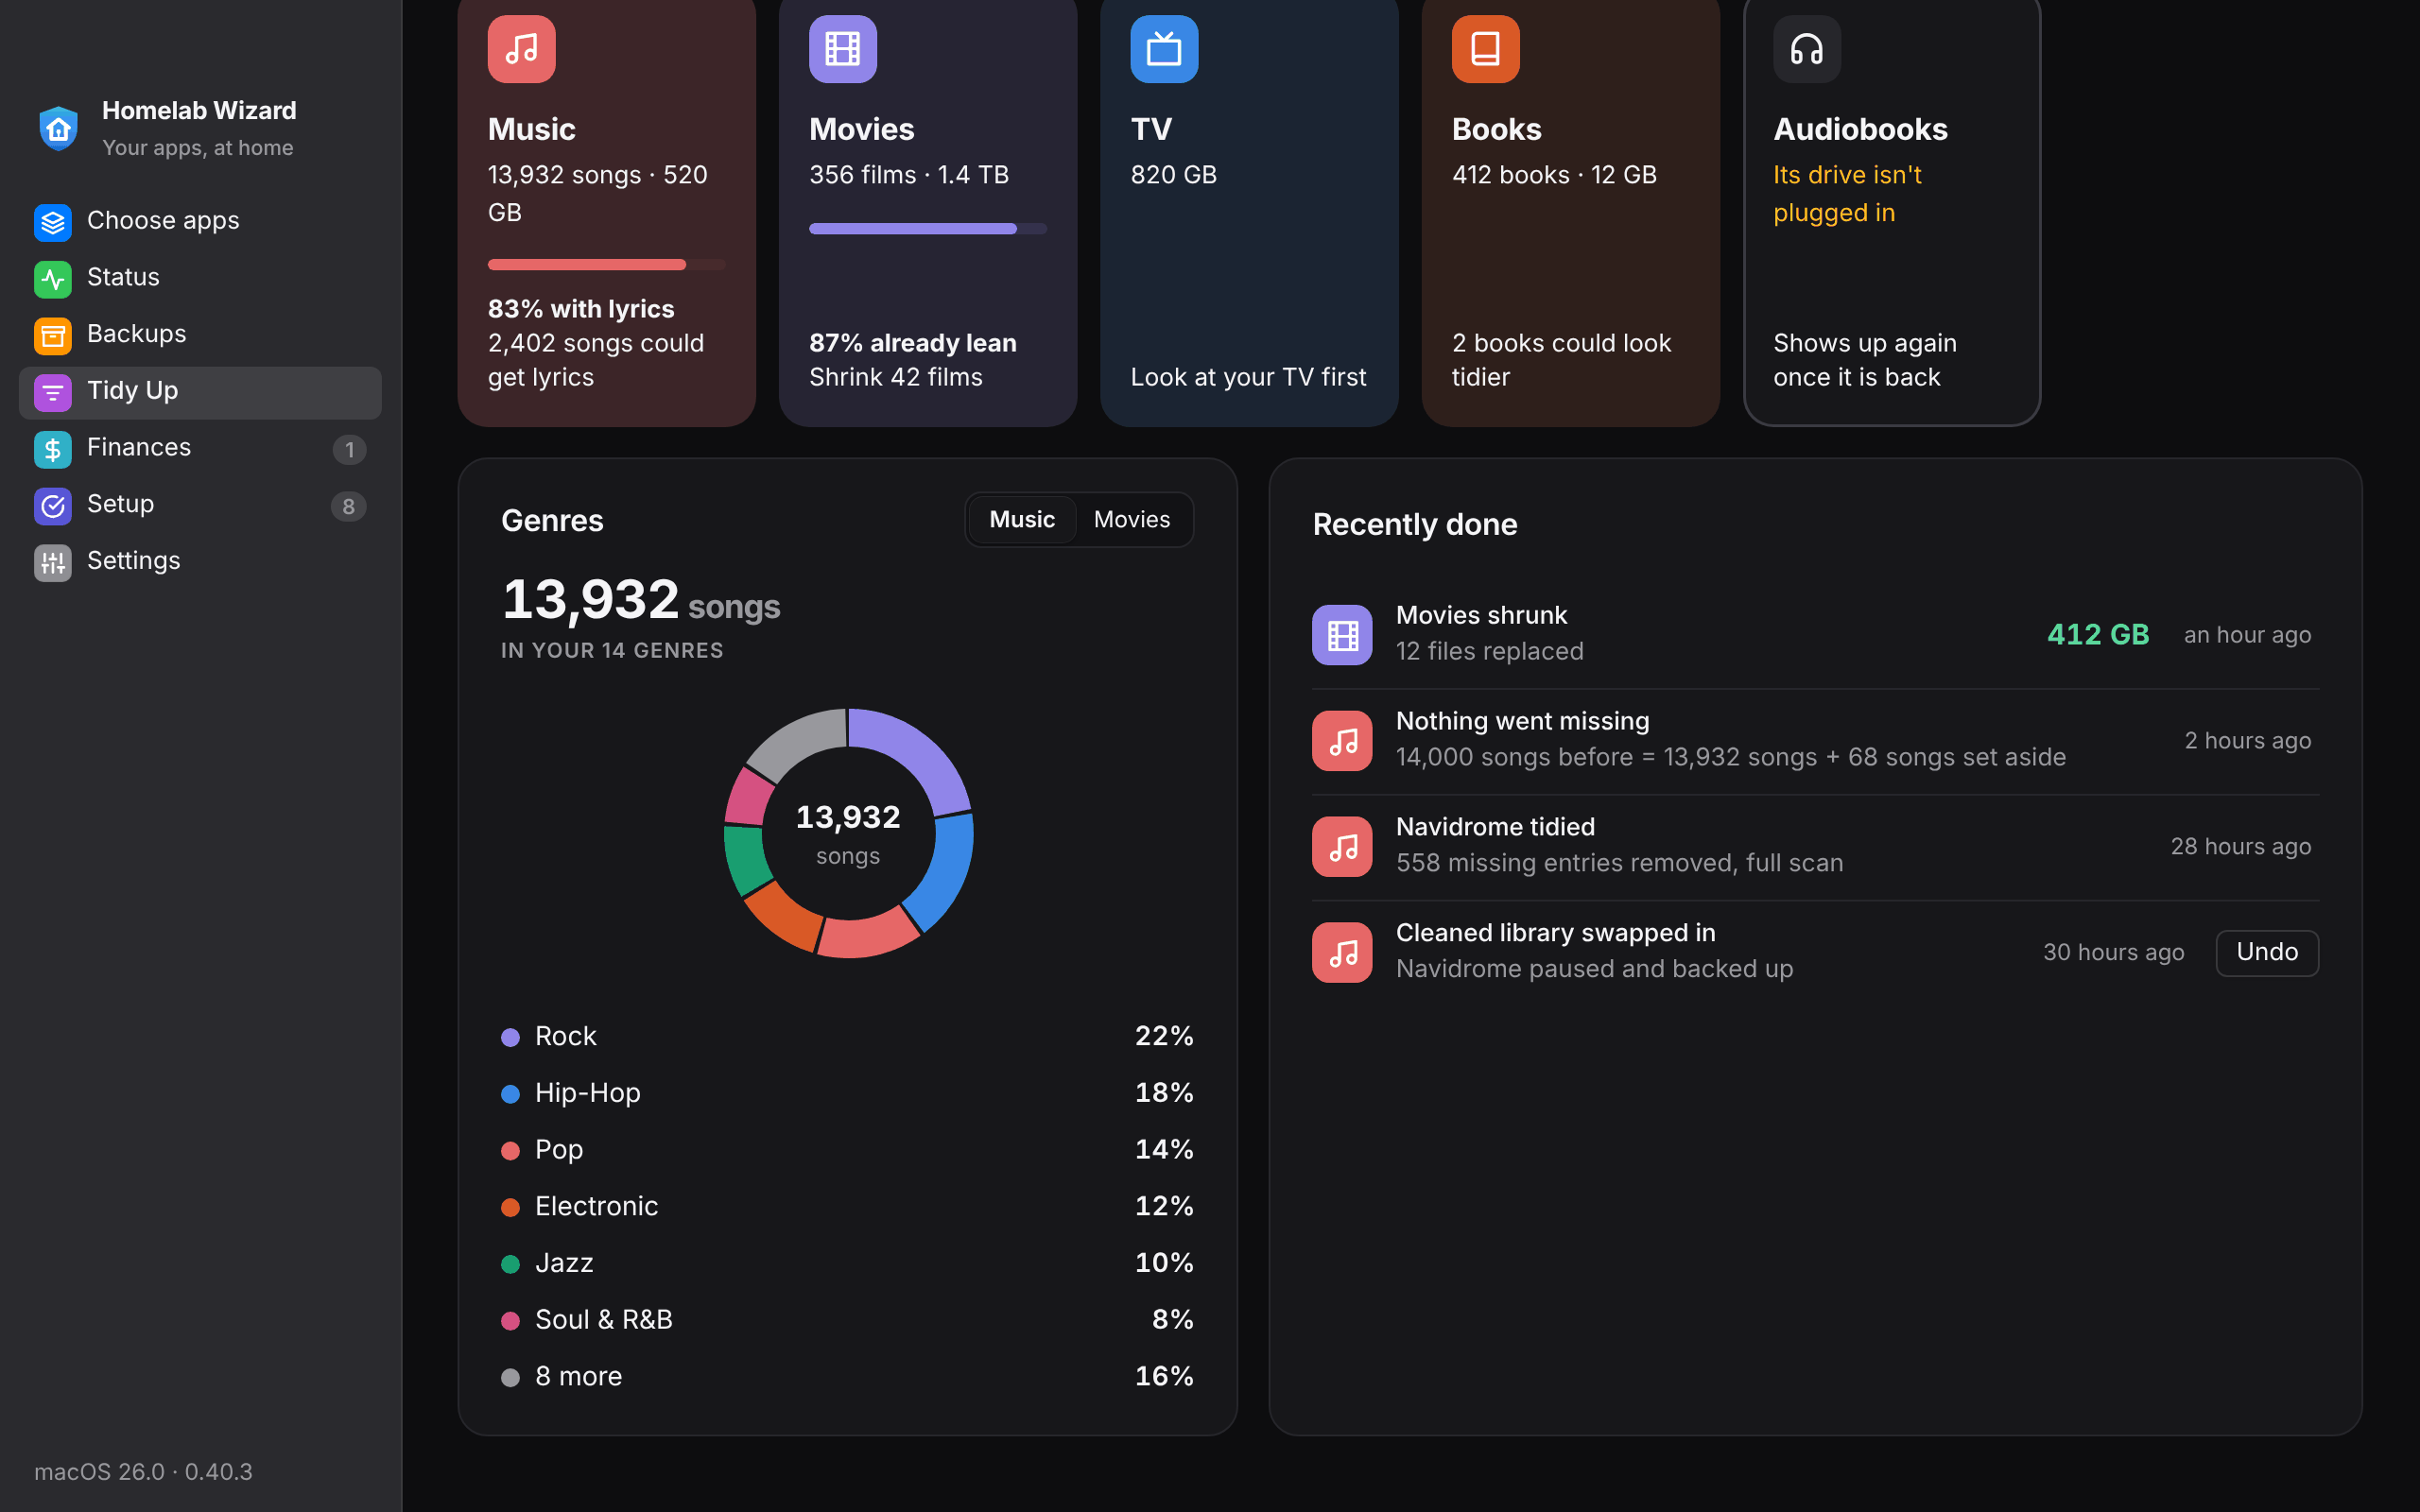 Homelab Wizard
Your apps, at home
Choose apps
Status
Backups
Tidy Up
Finances
1
Setup
8
Settings
macOS 26.0 · 0.40.3
Music
13,932 songs · 520
GB
83% with lyrics
2,402 songs could
get lyrics
Movies
356 films · 1.4 TB
87% already lean
Shrink 42 films
TV
820 GB
Look at your TV first
Books
412 books · 12 GB
2 books could look
tidier
Audiobooks
Its drive isn't
plugged in
Shows up again
once it is back
Genres
Music
Movies
13,932 songs
IN YOUR 14 GENRES
13,932
songs
Rock
22%
Hip-Hop
18%
Pop
14%
Electronic
12%
Jazz
10%
Soul & R&B
8%
8 more
16%
Recently done
Movies shrunk
12 files replaced
412 GB
an hour ago
Nothing went missing
14,000 songs before = 13,932 songs + 68 songs set aside
2 hours ago
Navidrome tidied
558 missing entries removed, full scan
28 hours ago
Cleaned library swapped in
Navidrome paused and backed up
30 hours ago
Undo